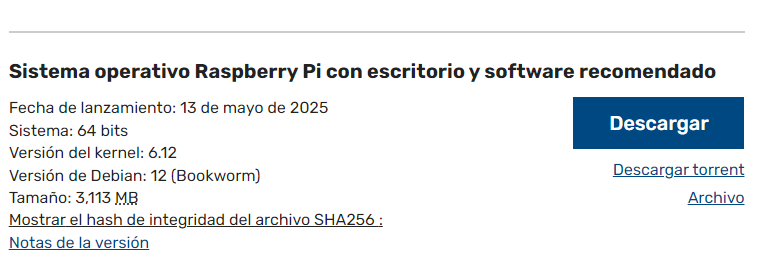 Sistema operativo Raspberry Pi con escritorio y software recomendado
Fecha de lanzamiento: 13 de mayo de 2025
Sistema: 64 bits
Versión del kernel: 6.12
Versión de Debian: 12 (Bookworm)
Tamaño: 3,113 MB
Mostrar el hash de integridad del archivo SHA256 :
Notas de la versión
Descargar
Descargar torrent
Archivo